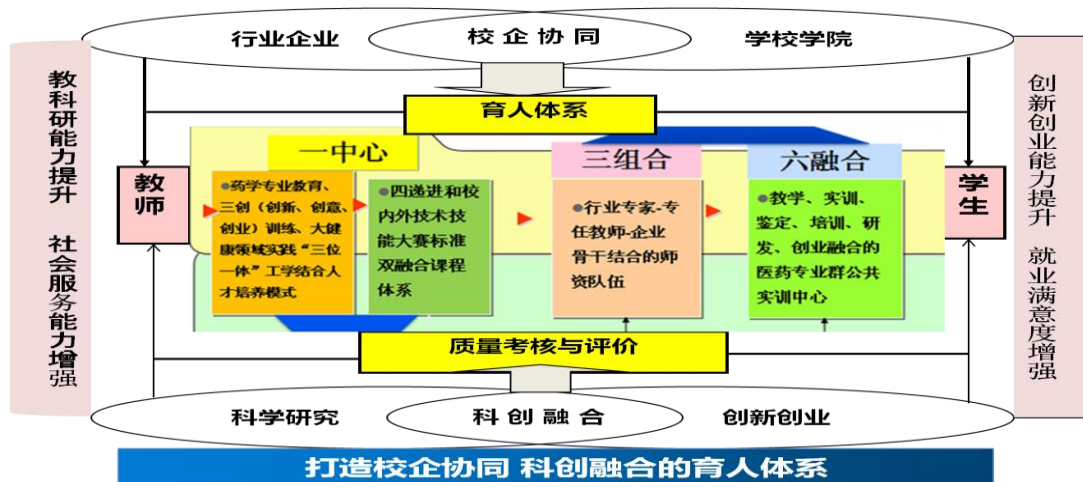 行业企业
校企协同
学校学院
教科研能力提升 社会服务能力增强
育人体系
创新创业能力提升 就业满意度增强
一中心
三组合
六融合
教师
●药学专业教育、
三创（创新、创意、
创业）训练、大健
康领域实践“三位
一体”工学结合人
才培养模式
●四递进和校
内外技术技
能大赛标准
双融合课程
体系
●行业专家-专
任教师-企业
骨干结合的师
资队伍
●教学、实训、
鉴定、培训、研
发、创业融合的
医药专业群公共
实训中心
学生
质量考核与评价
科学研究
科创融合
创新创业
打造校企协同 科创融合的育人体系